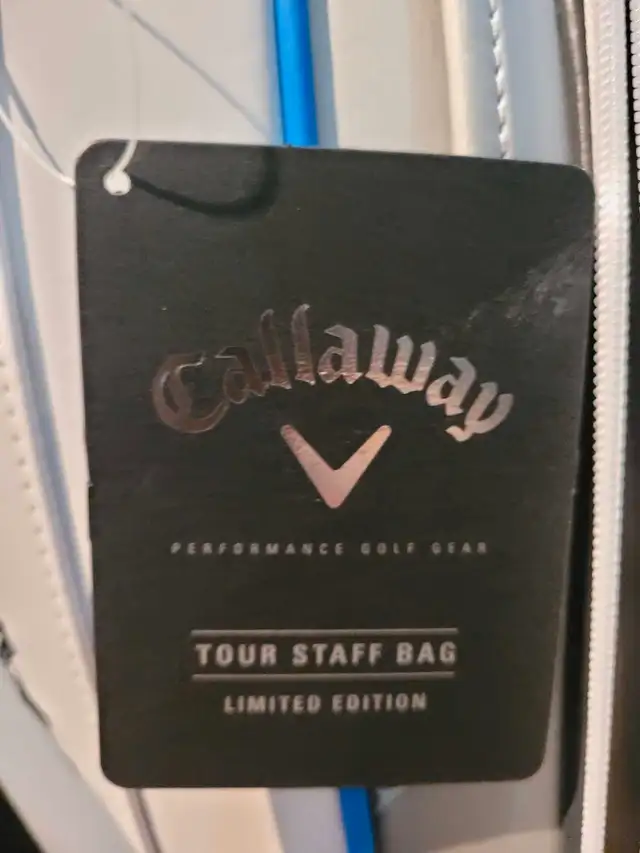 Callaway
PERFORMANCE GOLF GEAR
TOUR STAFF BAG
LIMITED EDITION